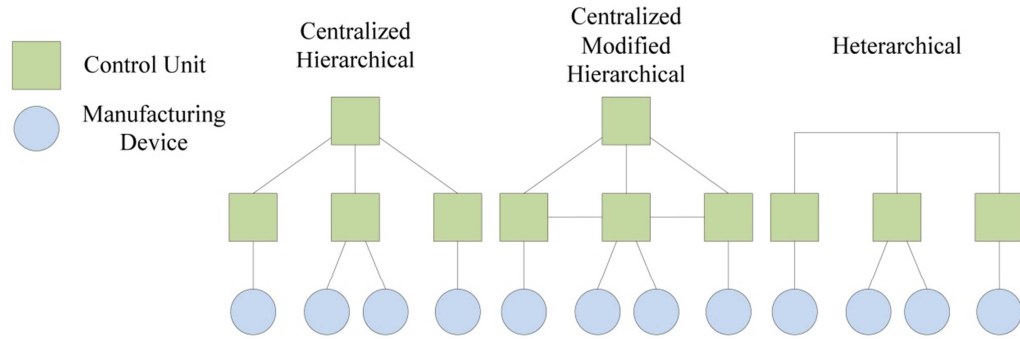 Control Unit
Manufacturing
Device
Centralized
Hierarchical
Centralized
Modified
Hierarchical
Heterarchical